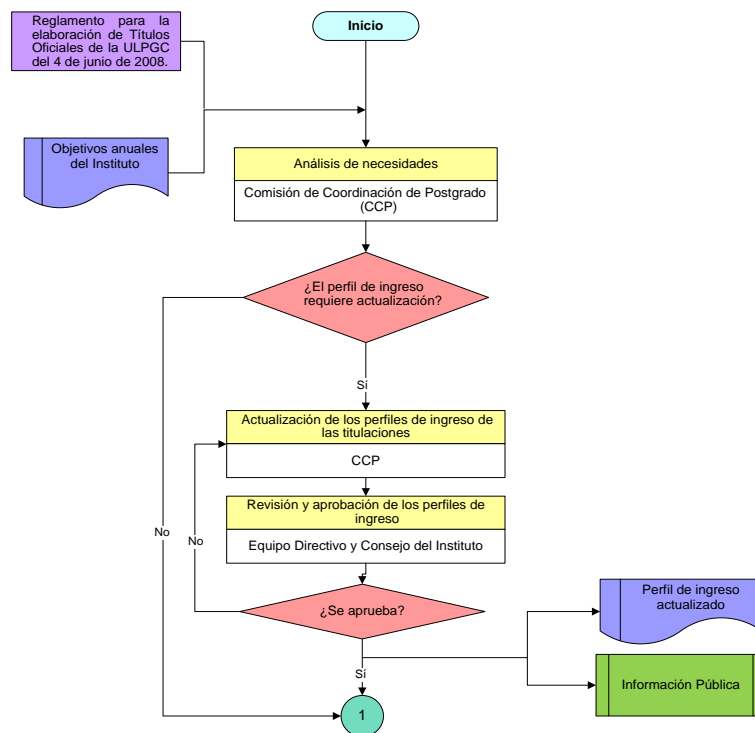 Reglamento para la
elaboración de Títulos
Oficiales de la ULPGC
del 4 de junio de 2008.
Inicio
Objetivos anuales
del Instituto
Análisis de necesidades
Comisión de Coordinación de Postgrado
(CCP)
¿El perfil de ingreso
requiere actualización?
Sí
Actualización de los perfiles de ingreso de
las titulaciones
CCP
Revisión y aprobación de los perfiles de
ingreso
Equipo Directivo y Consejo del Instituto
No
No
¿Se aprueba?
Perfil de ingreso
actualizado
Sí
Información Pública
1